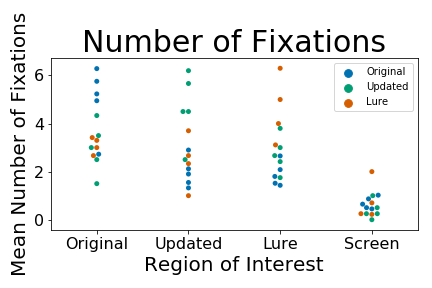 Number of Fixations
Mean Number of Fixations
6
4
2
0
Original
Updated
Lure
Original Updated Lure Screen
Region of Interest